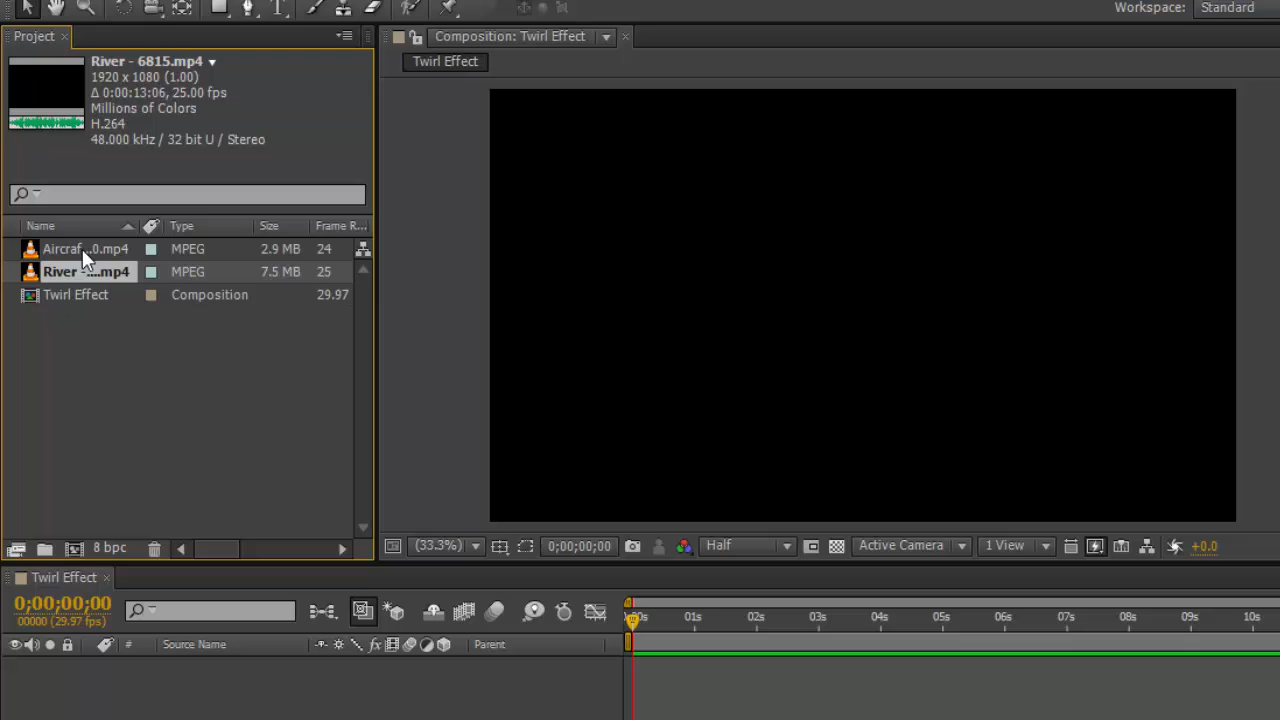 Workspace: Standard
Project
Composition: Twirl Effect
River - 6815.mp4
1920 x 1080 (1.00)
Δ 0:00:13:06, 25.00 fps
Millions of Colors
H.264
48.000 kHz / 32 bit U / Stereo
Twirl Effect
Name Type Size Frame R...
Aircraf...0.mp4 MPEG 2.9 MB 24
River -....mp4 MPEG 7.5 MB 25
Twirl Effect Composition 29.97
8 bpc
(33.3%) 0;00;00;00 Half Active Camera 1 View +0.0
Twirl Effect
0;00;00;00
00000 (29.97 fps)
:00s 01s 02s 03s 04s 05s 06s 07s 08s 09s 10s
# Source Name fx Parent